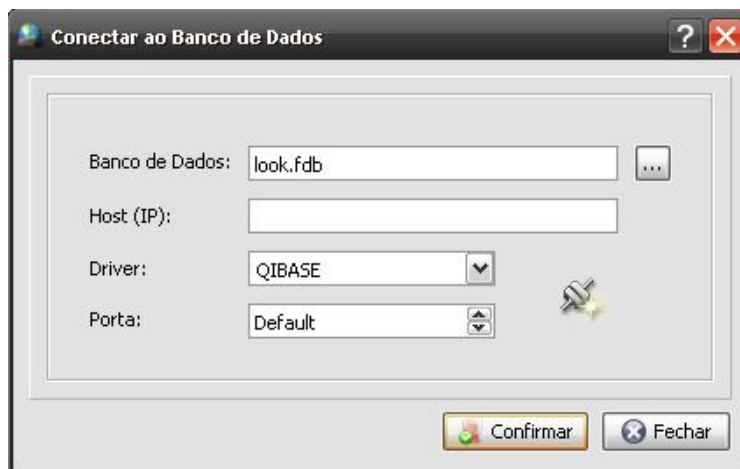 Conectar ao Banco de Dados
?
Banco de Dados: look.fdb ...
Host (IP):
Driver: QIBASE
Porta: Default
Confirmar Fechar